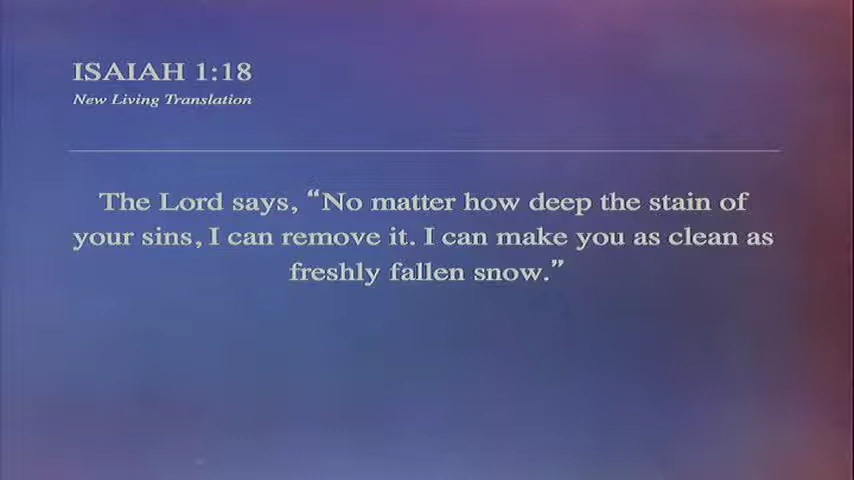 ISAIAH 1:18
New Living Translation
The Lord says, “No matter how deep the stain of
your sins, I can remove it. I can make you as clean as
freshly fallen snow.”